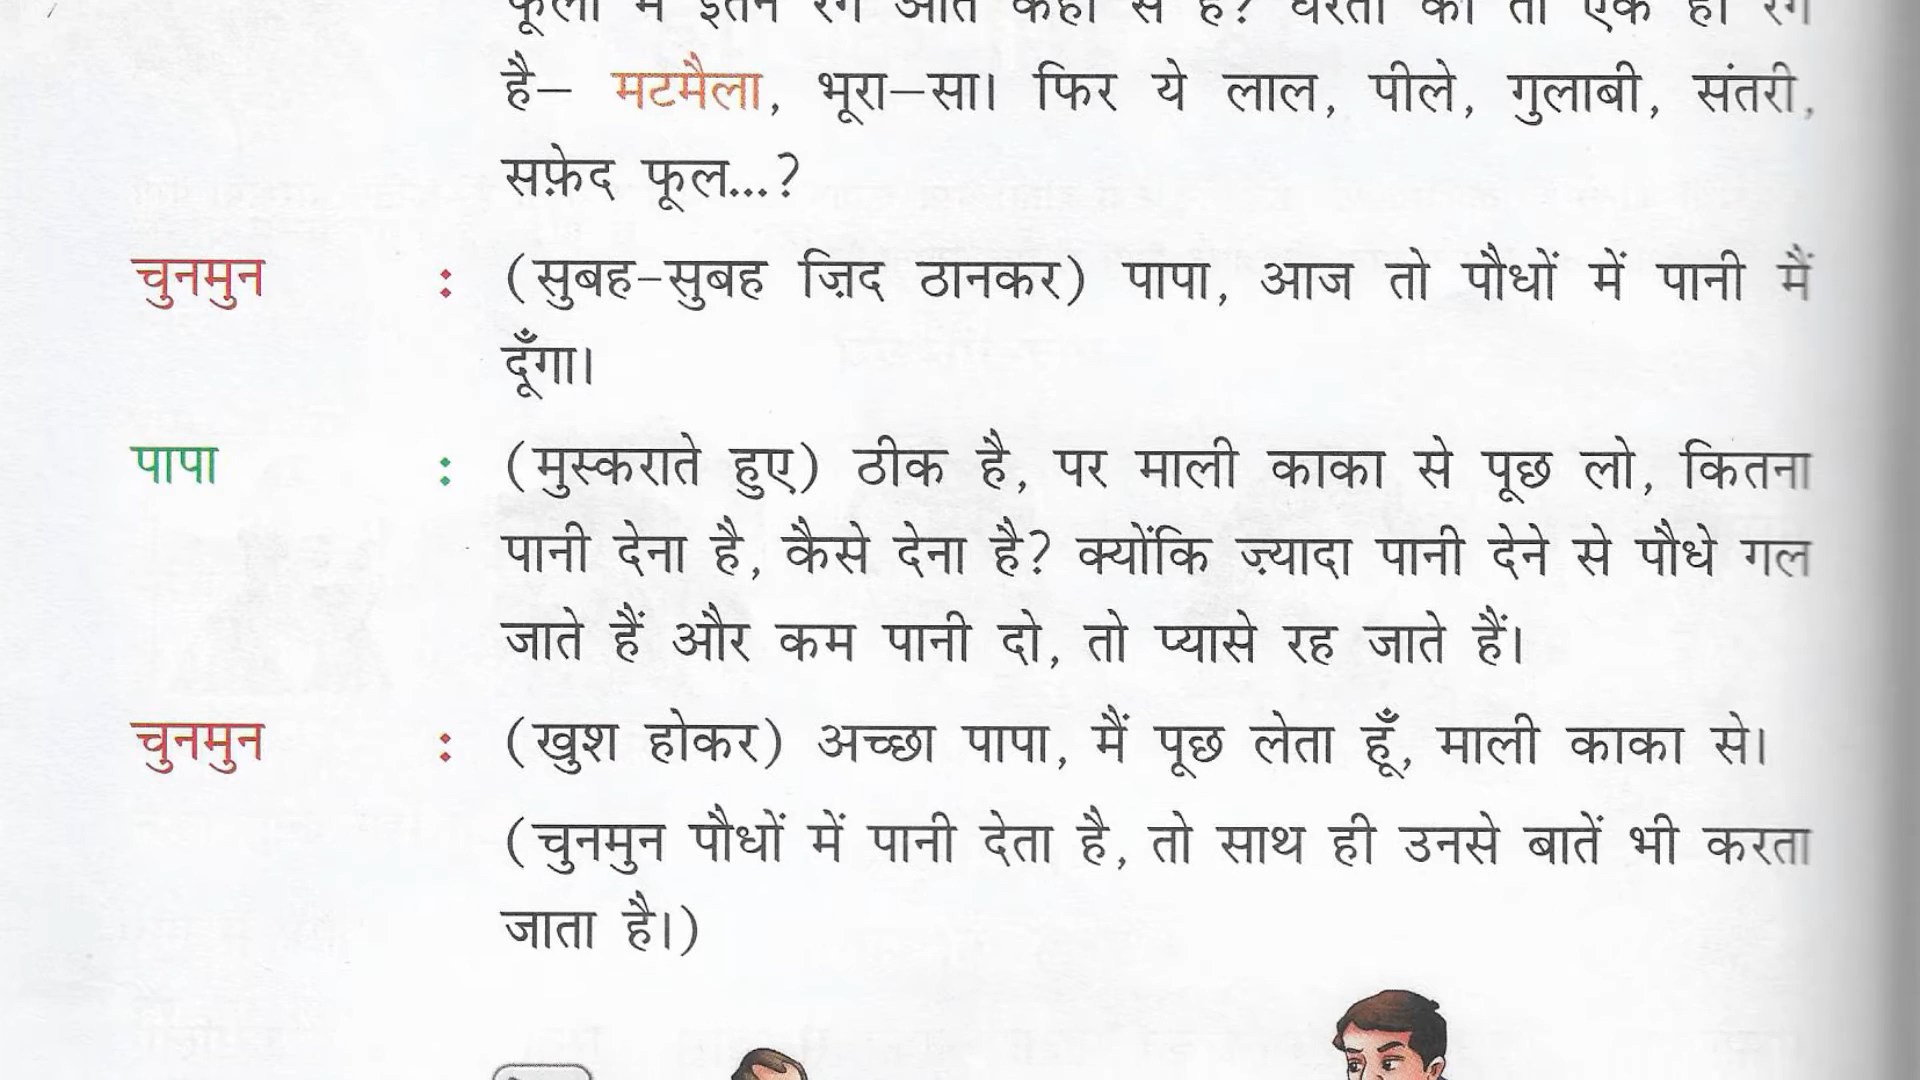 फूलों में इतने रंग आते कहाँ से हैं? धरती का तो एक ही रंग
है– मटमैला, भूरा–सा। फिर ये लाल, पीले, गुलाबी, संतरी,
सफ़ेद फूल...?
चुनमुन : (सुबह-सुबह ज़िद ठानकर) पापा, आज तो पौधों में पानी मैं
दूँगा।
पापा : (मुस्कराते हुए) ठीक है, पर माली काका से पूछ लो, कितना
पानी देना है, कैसे देना है? क्योंकि ज़्यादा पानी देने से पौधे गल
जाते हैं और कम पानी दो, तो प्यासे रह जाते हैं।
चुनमुन : (खुश होकर) अच्छा पापा, मैं पूछ लेता हूँ, माली काका से।
(चुनमुन पौधों में पानी देता है, तो साथ ही उनसे बातें भी करता
जाता है।)